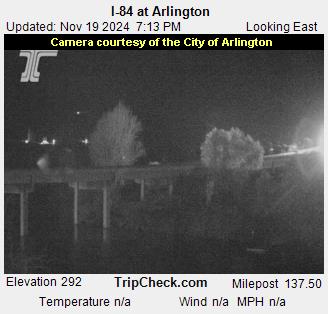 I-84 at Arlington
Updated: Nov 19 2024 7:13 PM Looking East
Camera courtesy of the City of Arlington
Elevation 292 TripCheck.com Milepost 137.50
Temperature n/a Wind n/a MPH n/a